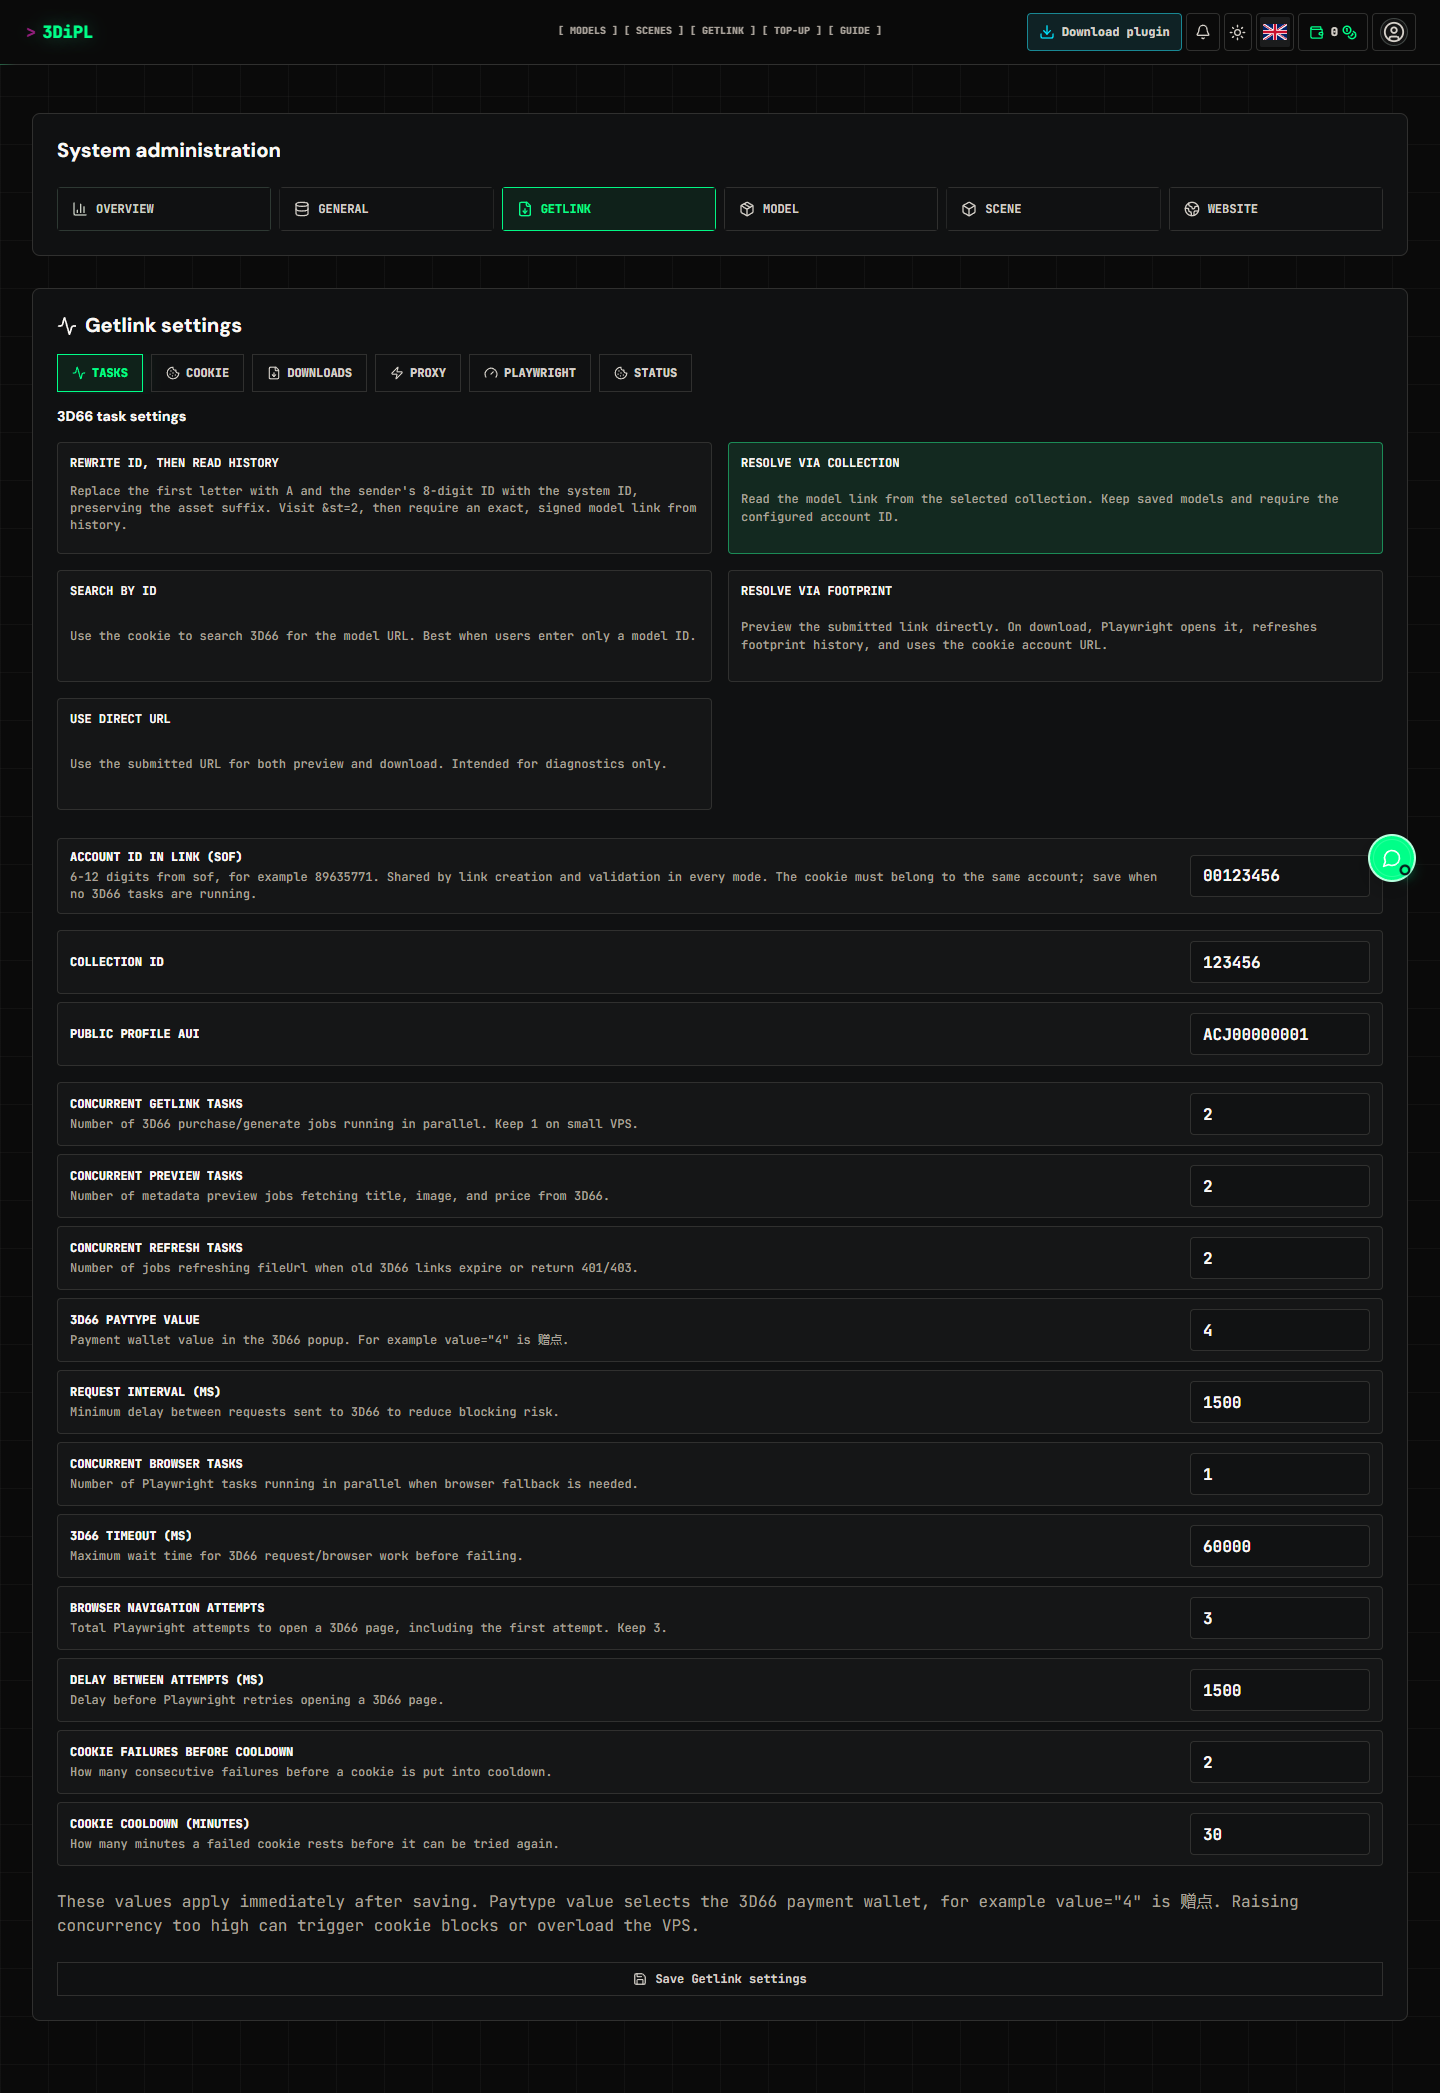 > 3DiPL
[ MODELS ] [ SCENES ] [ GETLINK ] [ TOP-UP ] [ GUIDE ]
Download plugin
0
System administration
OVERVIEW
GENERAL
GETLINK
MODEL
SCENE
WEBSITE
Getlink settings
TASKS
COOKIE
DOWNLOADS
PROXY
PLAYWRIGHT
STATUS
3D66 task settings
REWRITE ID, THEN READ HISTORY
Replace the first letter with A and the sender's 8-digit ID with the system ID,
preserving the asset suffix. Visit &st=2, then require an exact, signed model link from
history.
RESOLVE VIA COLLECTION
Read the model link from the selected collection. Keep saved models and require the
configured account ID.
SEARCH BY ID
Use the cookie to search 3D66 for the model URL. Best when users enter only a model ID.
RESOLVE VIA FOOTPRINT
Preview the submitted link directly. On download, Playwright opens it, refreshes
footprint history, and uses the cookie account URL.
USE DIRECT URL
Use the submitted URL for both preview and download. Intended for diagnostics only.
ACCOUNT ID IN LINK (SOF)
6-12 digits from sof, for example 89635771. Shared by link creation and validation in every mode. The cookie must belong to the same account; save when
no 3D66 tasks are running.
00123456
COLLECTION ID
123456
PUBLIC PROFILE AUI
ACJ00000001
CONCURRENT GETLINK TASKS
Number of 3D66 purchase/generate jobs running in parallel. Keep 1 on small VPS.
2
CONCURRENT PREVIEW TASKS
Number of metadata preview jobs fetching title, image, and price from 3D66.
2
CONCURRENT REFRESH TASKS
Number of jobs refreshing fileUrl when old 3D66 links expire or return 401/403.
2
3D66 PAYTYPE VALUE
Payment wallet value in the 3D66 popup. For example value="4" is 赠点.
4
REQUEST INTERVAL (MS)
Minimum delay between requests sent to 3D66 to reduce blocking risk.
1500
CONCURRENT BROWSER TASKS
Number of Playwright tasks running in parallel when browser fallback is needed.
1
3D66 TIMEOUT (MS)
Maximum wait time for 3D66 request/browser work before failing.
60000
BROWSER NAVIGATION ATTEMPTS
Total Playwright attempts to open a 3D66 page, including the first attempt. Keep 3.
3
DELAY BETWEEN ATTEMPTS (MS)
Delay before Playwright retries opening a 3D66 page.
1500
COOKIE FAILURES BEFORE COOLDOWN
How many consecutive failures before a cookie is put into cooldown.
2
COOKIE COOLDOWN (MINUTES)
How many minutes a failed cookie rests before it can be tried again.
30
These values apply immediately after saving. Paytype value selects the 3D66 payment wallet, for example value="4" is 赠点. Raising
concurrency too high can trigger cookie blocks or overload the VPS.
Save Getlink settings